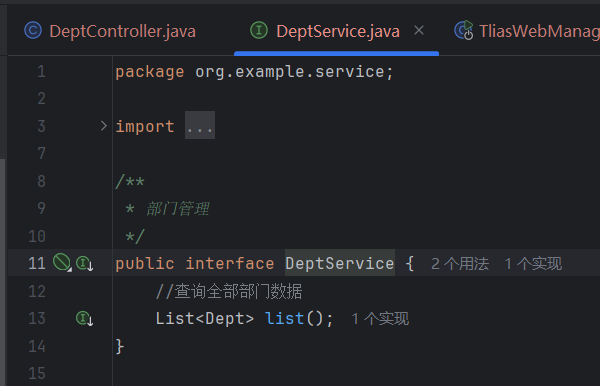 DeptController.java DeptService.java TliasWebManag
1 package org.example.service;
2
3 import ...
7
8 /**
9 * 部门管理
10 */
11 public interface DeptService { 2 个用法 1 个实现
12 //查询全部部门数据
13 List<Dept> list(); 1 个实现
14 }
15